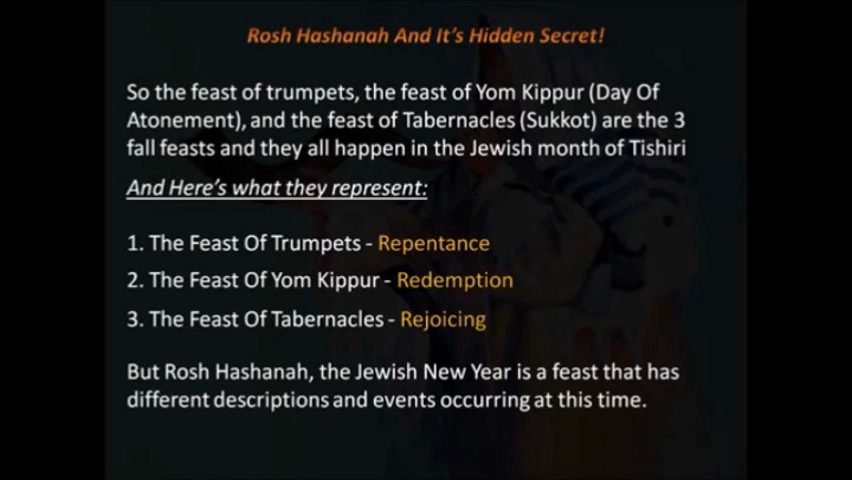 Rosh Hashanah And It's Hidden Secret!
So the feast of trumpets, the feast of Yom Kippur (Day Of
Atonement), and the feast of Tabernacles (Sukkot) are the 3
fall feasts and they all happen in the Jewish month of Tishiri
And Here's what they represent:
1. The Feast Of Trumpets - Repentance
2. The Feast Of Yom Kippur - Redemption
3. The Feast Of Tabernacles - Rejoicing
But Rosh Hashanah, the Jewish New Year is a feast that has
different descriptions and events occurring at this time.